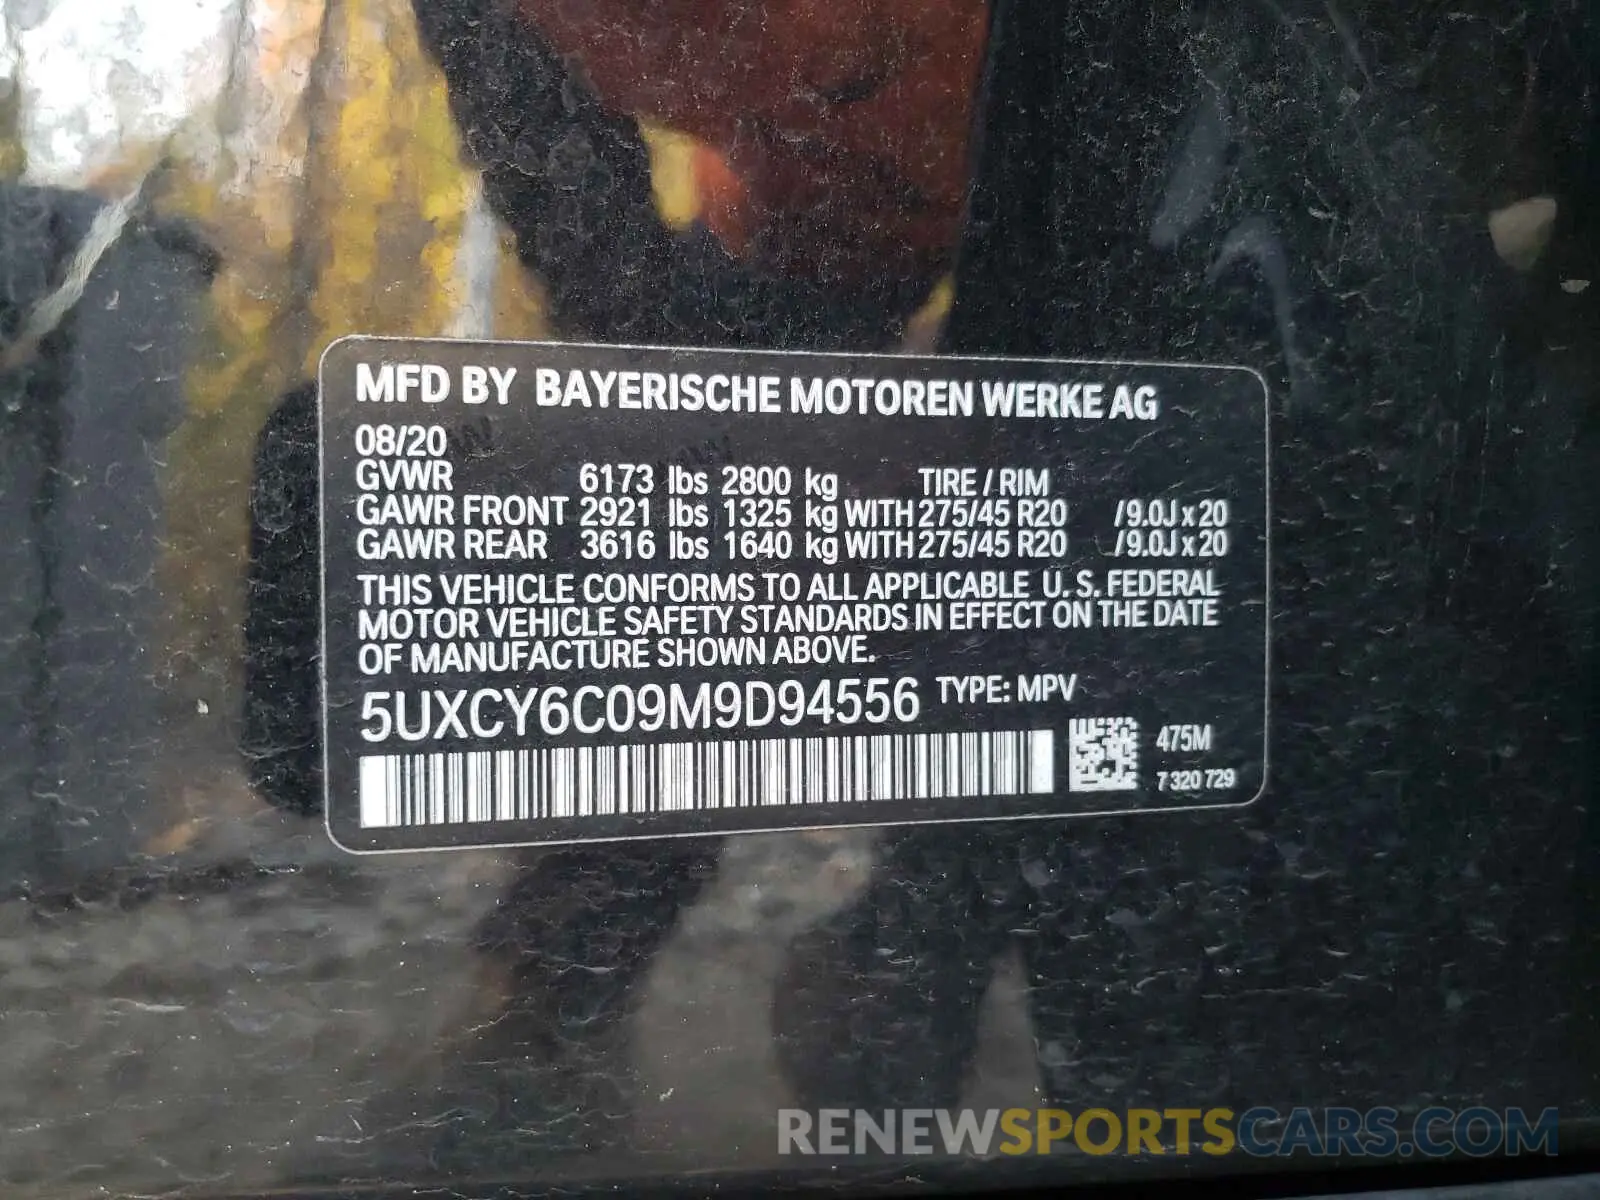 MFD BY BAYERISCHE MOTOREN WERKE AG
08/20
GVWR 6173 lbs 2800 kg TIRE / RIM
GAWR FRONT 2921 lbs 1325 kg WITH 275/45 R20 /9.0J x 20
GAWR REAR 3616 lbs 1640 kg WITH 275/45 R20 /9.0J x 20
THIS VEHICLE CONFORMS TO ALL APPLICABLE U. S. FEDERAL
MOTOR VEHICLE SAFETY STANDARDS IN EFFECT ON THE DATE
OF MANUFACTURE SHOWN ABOVE.
5UXCY6C09M9D94556 TYPE: MPV
475M
7 320 729
RENEWSPORTSCARS.COM